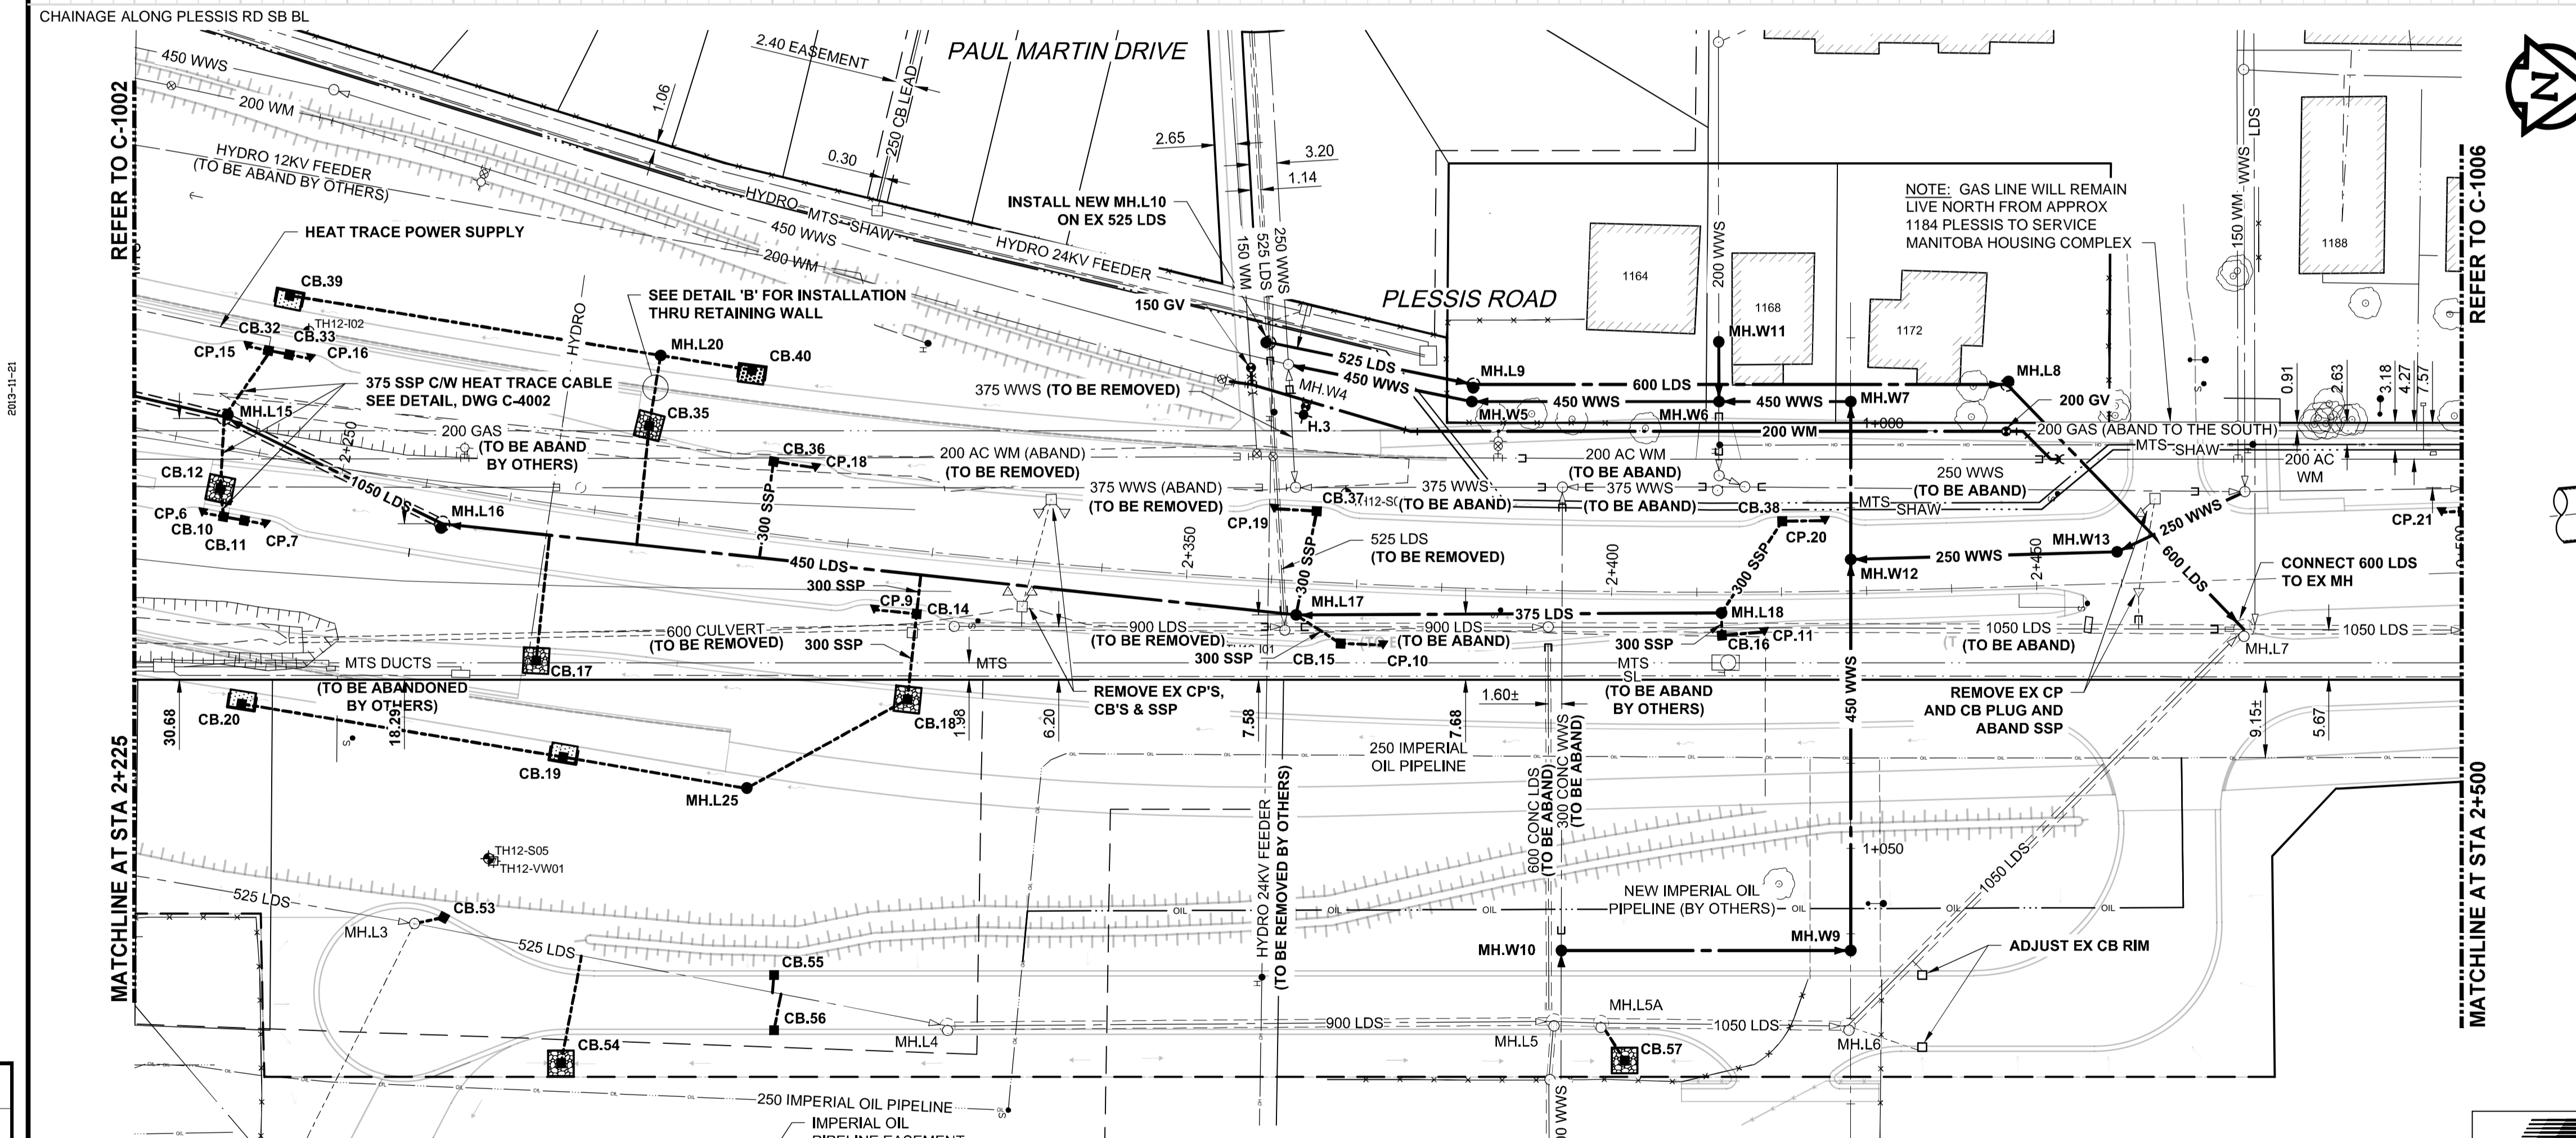 CHAINAGE ALONG PLESSIS RD SB BL
2013-11-21
REFER TO C-1002
MATCHLINE AT STA 2+225
REFER TO C-1006
MATCHLINE AT STA 2+500
N
PAUL MARTIN DRIVE
PLESSIS ROAD
450 WWS
200 WM
2.40 EASEMENT
250 CB LEAD
1.06
0.30
HYDRO 12KV FEEDER
(TO BE ABAND BY OTHERS)
HYDRO
MTS
SHAW
450 WWS
200 WM
HYDRO 24KV FEEDER
2.65
3.20
1.14
INSTALL NEW MH.L10
ON EX 525 LDS
150 WM
525 LDS
250 WWS
200 WWS
150 WM
WWS
LDS
NOTE: GAS LINE WILL REMAIN
LIVE NORTH FROM APPROX
1184 PLESSIS TO SERVICE
MANITOBA HOUSING COMPLEX
1164
1168
1172
1188
HEAT TRACE POWER SUPPLY
CB.39
TH12-I02
CB.32
CB.33
CP.15
CP.16
HYDRO
SEE DETAIL 'B' FOR INSTALLATION
THRU RETAINING WALL
MH.L20
CB.40
150 GV
375 SSP C/W HEAT TRACE CABLE
SEE DETAIL, DWG C-4002
375 WWS (TO BE REMOVED)
525 LDS
450 WWS
MH.W4
H.3
MH.L9
MH.W5
600 LDS
450 WWS
MH.W11
MH.W6
450 WWS
MH.W7
MH.L8
200 GV
0.91
2.63
3.18
4.27
7.57
MH.L15
2+250
200 GAS
(TO BE ABAND
BY OTHERS)
CB.35
CB.36
CP.18
200 AC WM (ABAND)
(TO BE REMOVED)
200 AC WM
(TO BE ABAND)
200 WM
1+000
200 GAS (ABAND TO THE SOUTH)
MTS
SHAW
200 AC
WM
CB.12
1050 LDS
MH.L16
CP.6
CB.10
CB.11
CP.7
300 SSP
375 WWS (ABAND)
(TO BE REMOVED)
CB.37
CP.19
375 WWS
(TO BE ABAND)
375 WWS
(TO BE ABAND)
250 WWS
(TO BE ABAND)
CB.38
CP.20
MTS
SHAW
CP.21
2+350
525 LDS
(TO BE REMOVED)
300 SSP
2+400
300 SSP
2+450
250 WWS
MH.W13
250 WWS
MH.W12
600 LDS
CONNECT 600 LDS
TO EX MH
450 LDS
300 SSP
CP.9
CB.14
MH.L17
375 LDS
MH.L18
600 CULVERT
(TO BE REMOVED)
300 SSP
900 LDS
(TO BE REMOVED)
900 LDS
(TO BE ABAND)
300 SSP
CB.15
CP.10
300 SSP
CB.16
CP.11
1050 LDS
(TO BE ABAND)
1050 LDS
MH.L7
MTS DUCTS
(TO BE ABANDONED
BY OTHERS)
CB.17
MTS
MTS
SL
(TO BE ABAND
BY OTHERS)
REMOVE EX CP'S,
CB'S & SSP
REMOVE EX CP
AND CB PLUG AND
ABAND SSP
CB.20
30.68
18.29
CB.18
1.98
6.20
7.58
7.68
1.60±
9.15±
5.67
CB.19
MH.L25
250 IMPERIAL
OIL PIPELINE
450 WWS
600 CONC LDS
(TO BE ABAND)
300 CONC WWS
(TO BE ABAND)
HYDRO 24KV FEEDER
(TO BE REMOVED BY OTHERS)
TH12-S05
TH12-VW01
1+050
1050 LDS
525 LDS
CB.53
MH.L3
525 LDS
OIL
OIL
OIL
NEW IMPERIAL OIL
PIPELINE (BY OTHERS)
OIL
OIL
OIL
MH.W10
MH.W9
ADJUST EX CB RIM
CB.55
CB.56
CB.54
MH.L4
900 LDS
MH.L5
MH.L5A
1050 LDS
MH.L6
CB.57
250 IMPERIAL OIL PIPELINE
IMPERIAL OIL
PIPELINE EASEMENT